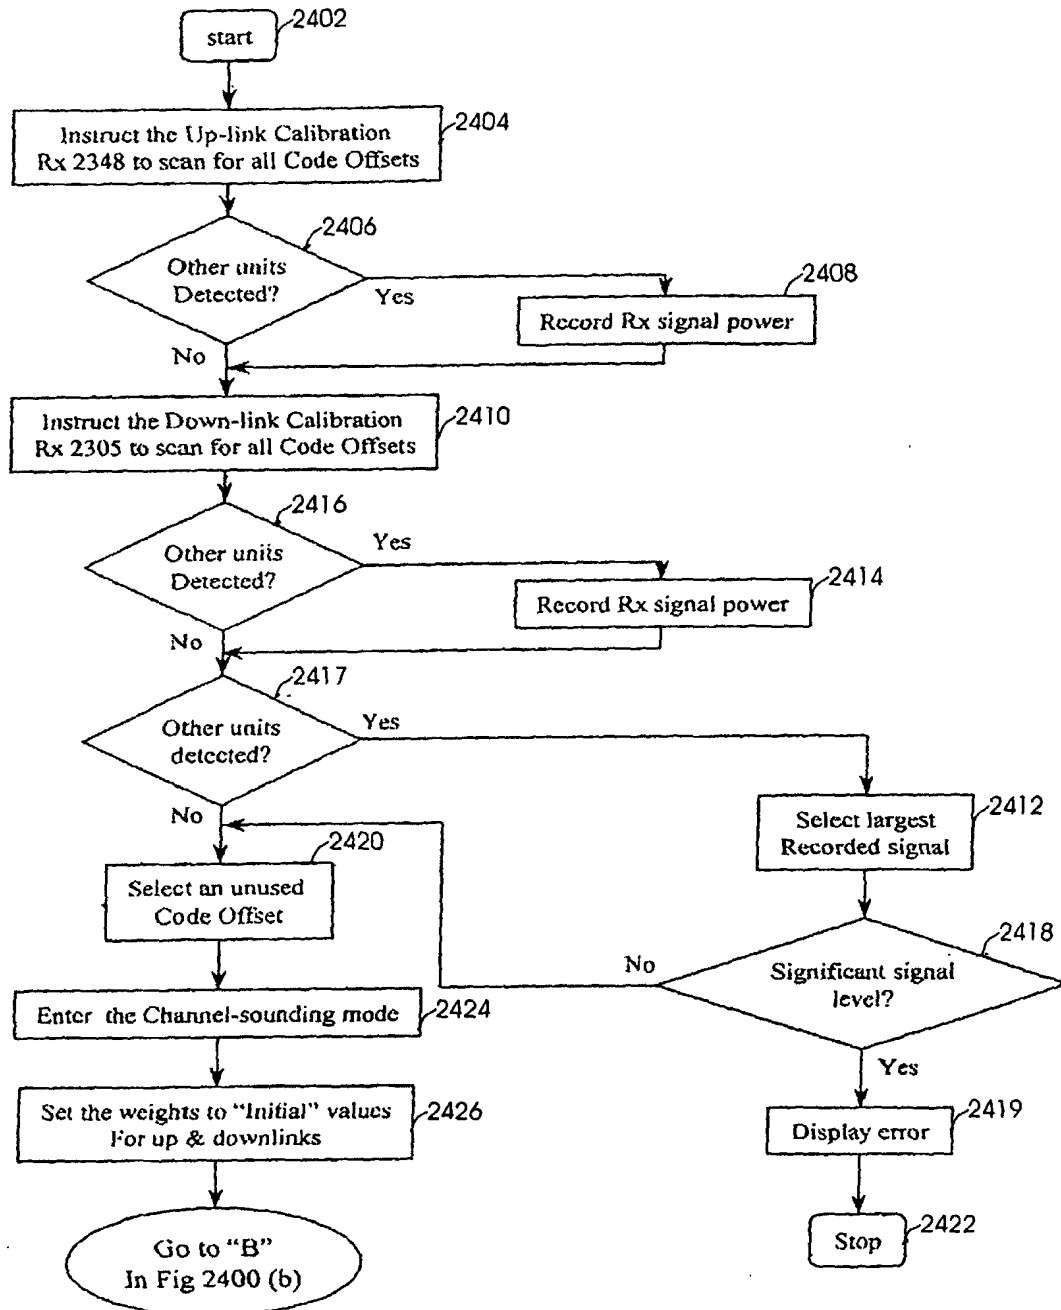 start
2402
Instruct the Up-link Calibration
Rx 2348 to scan for all Code Offsets
2404
Other units
Detected?
2406
Yes
No
Record Rx signal power
2408
Instruct the Down-link Calibration
Rx 2305 to scan for all Code Offsets
2410
Other units
Detected?
2416
Yes
No
Record Rx signal power
2414
Other units
detected?
2417
Yes
No
Select largest
Recorded signal
2412
Select an unused
Code Offset
2420
Significant signal
level?
2418
No
Yes
Enter the Channel-sounding mode
2424
Set the weights to “Initial” values
For up & downlinks
2426
Display error
2419
Stop
2422
Go to “B”
In Fig 2400 (b)